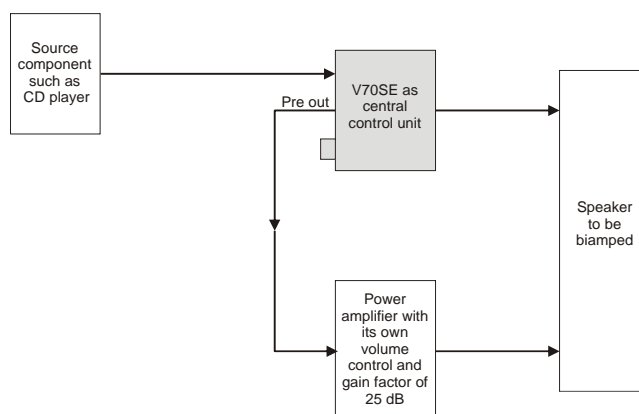 Source
component
such as
CD player
V70SE as
central
control unit
Pre out
Speaker
to be
biamped
Power
amplifier with
its own
volume
control and
gain factor of
25 dB